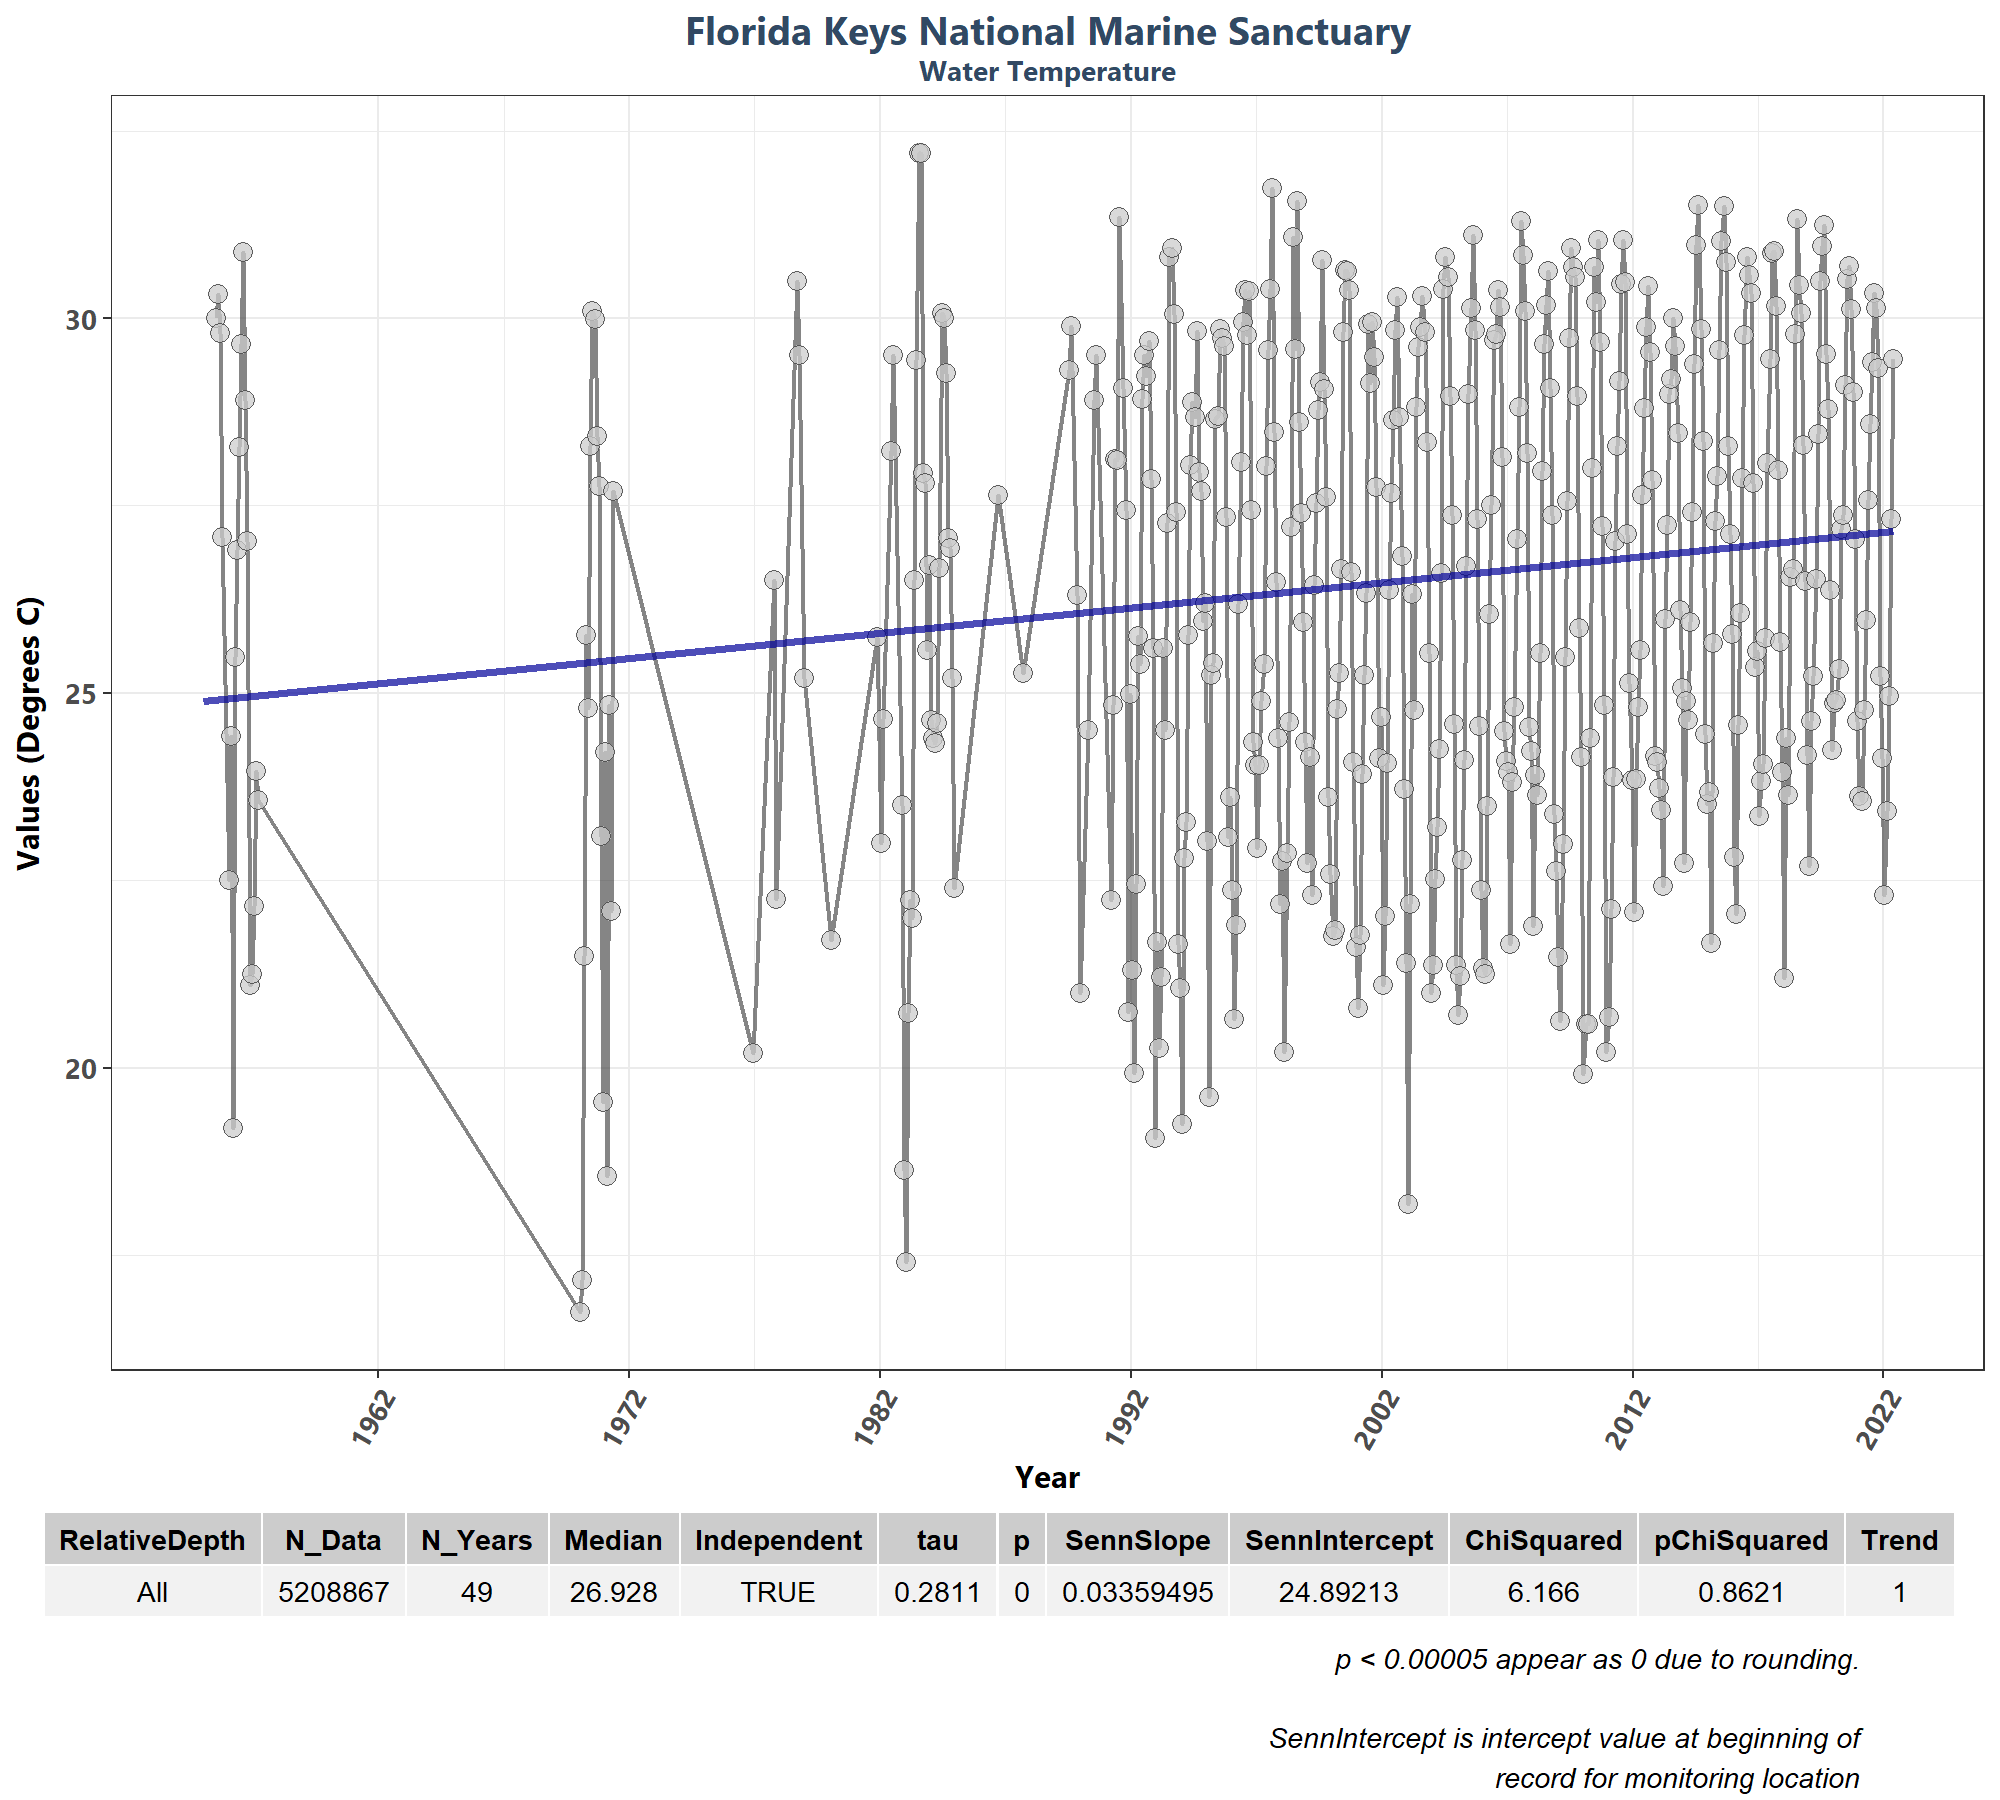 Florida Keys National Marine Sanctuary
Water Temperature
Values (Degrees C)
30
25
20
1962 1972 1982 1992 2002 2012 2022
Year
RelativeDepth N_Data N_Years Median Independent tau p SennSlope SennIntercept ChiSquared pChiSquared Trend
All 5208867 49 26.928 TRUE 0.2811 0 0.03359495 24.89213 6.166 0.8621 1
p < 0.00005 appear as 0 due to rounding.
SennIntercept is intercept value at beginning of
record for monitoring location